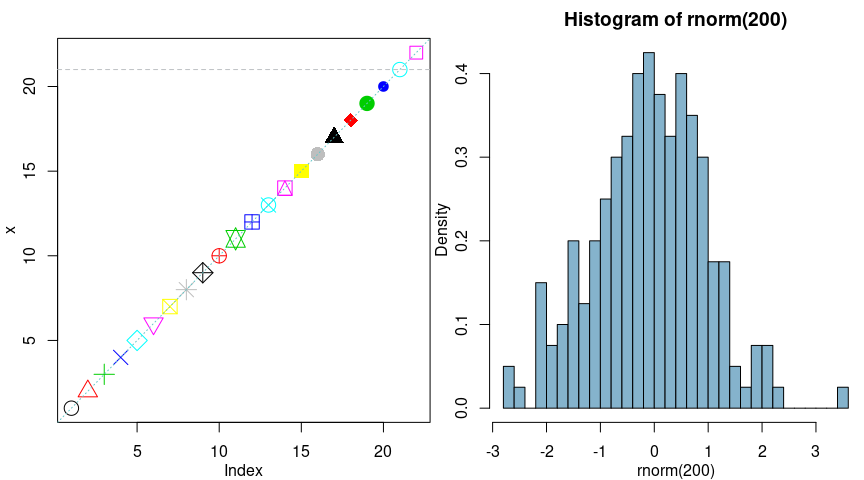 x
20
15
10
5
5 10 15 20
Index
Histogram of rnorm(200)
Density
0.4
0.3
0.2
0.1
0.0
-3 -2 -1 0 1 2 3
rnorm(200)